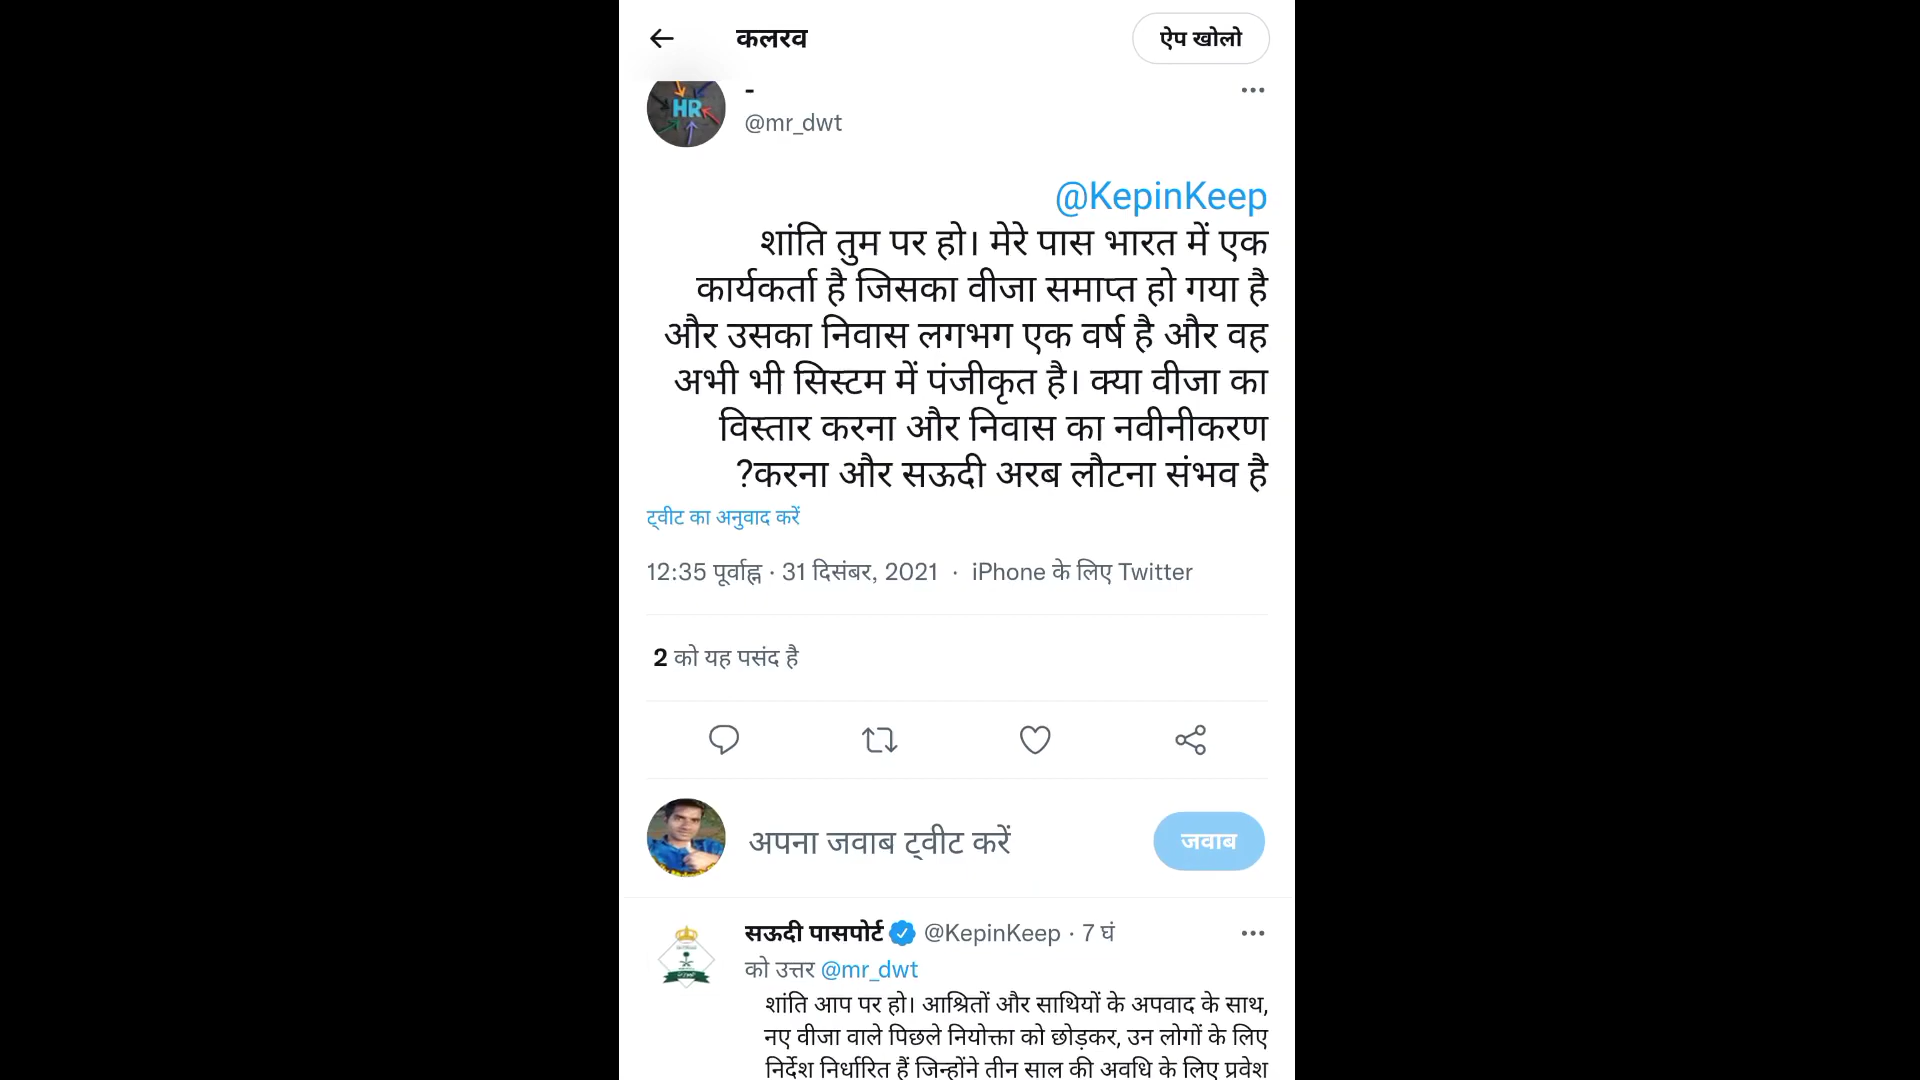 कलरव
ऐप खोलो
HR
-
@mr_dwt
@KepinKeep
शांति तुम पर हो। मेरे पास भारत में एक
कार्यकर्ता है जिसका वीजा समाप्त हो गया है
और उसका निवास लगभग एक वर्ष है और वह
अभी भी सिस्टम में पंजीकृत है। क्या वीजा का
विस्तार करना और निवास का नवीनीकरण
?करना और सऊदी अरब लौटना संभव है
ट्वीट का अनुवाद करें
12:35 पूर्वाह्न · 31 दिसंबर, 2021 · iPhone के लिए Twitter
2 को यह पसंद है
अपना जवाब ट्वीट करें
जवाब
सऊदी पासपोर्ट @KepinKeep · 7 घं
को उत्तर @mr_dwt
शांति आप पर हो। आश्रितों और साथियों के अपवाद के साथ,
नए वीजा वाले पिछले नियोक्ता को छोड़कर, उन लोगों के लिए
निर्देश निर्धारित हैं जिन्होंने तीन साल की अवधि के लिए प्रवेश